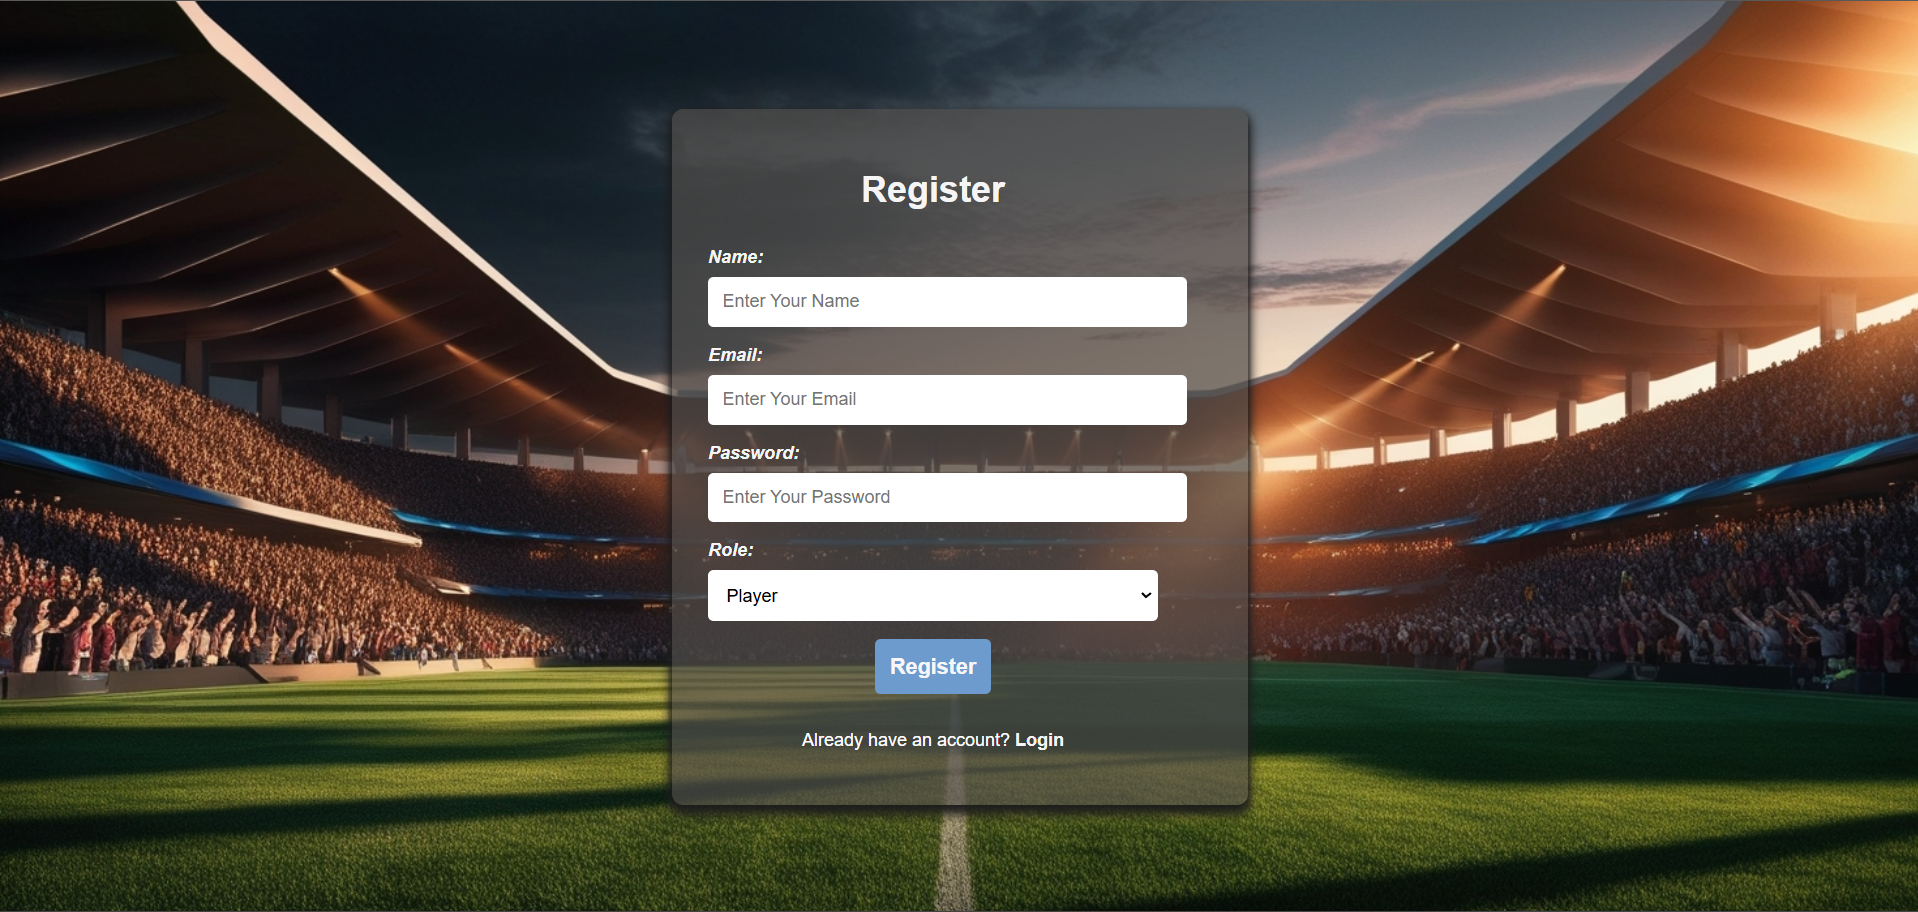 Register
Name:
Enter Your Name
Email:
Enter Your Email
Password:
Enter Your Password
Role:
Player
Register
Already have an account? Login